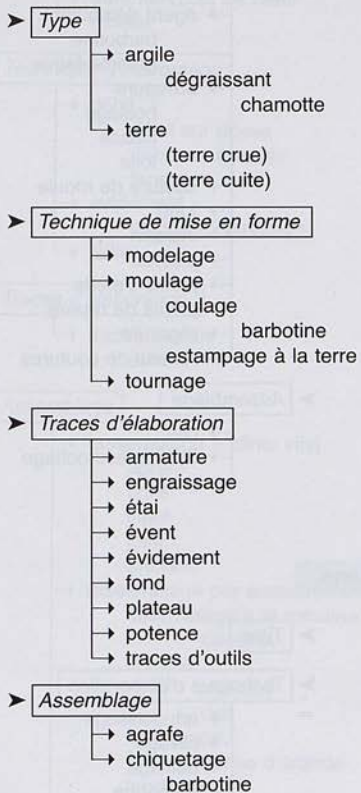 Type
argile
dégraissant
chamotte
terre
(terre crue)
(terre cuite)
Technique de mise en forme
modelage
moulage
coulage
barbotine
estampage à la terre
tournage
Traces d'élaboration
armature
engraissage
étai
évent
évidement
fond
plateau
potence
traces d'outils
Assemblage
agrafe
chiquetage
barbotine